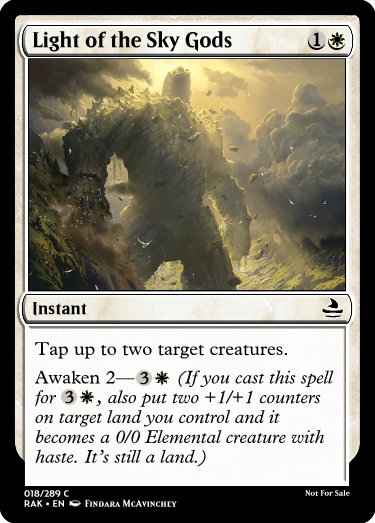 Light of the Sky Gods 1
Instant
Tap up to two target creatures.
Awaken 2—3 (If you cast this spell
for 3, also put two +1/+1 counters
on target land you control and it
becomes a 0/0 Elemental creature with
haste. It's still a land.)
018/289 C
Not For Sale
RAK • EN Findara McAvinchey